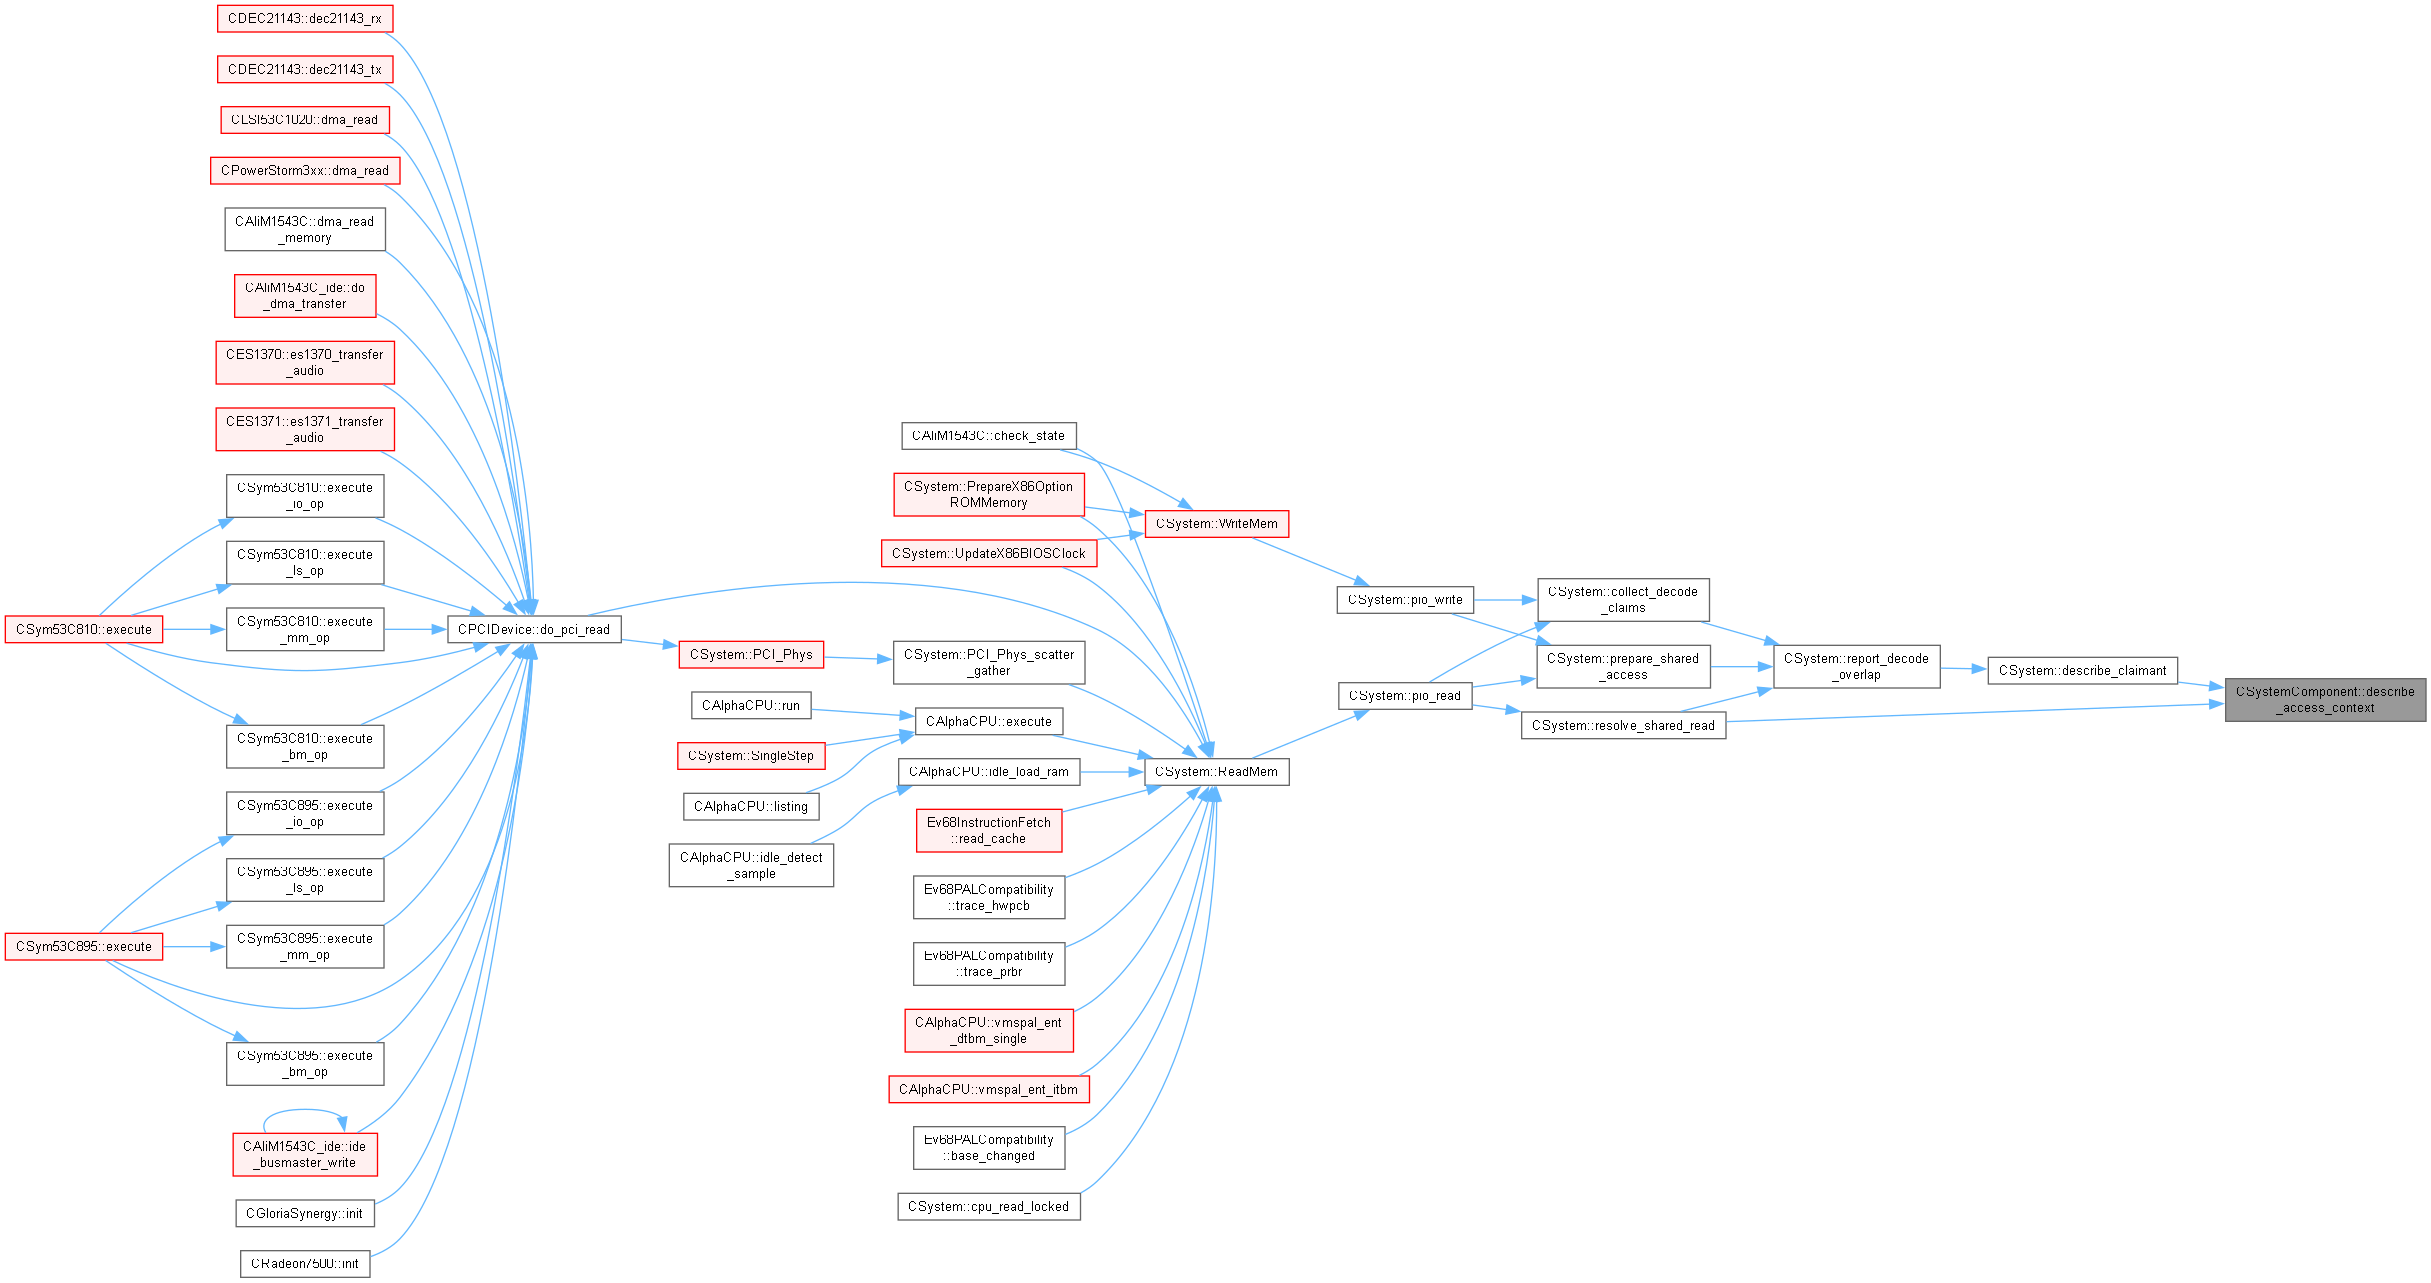 CDEC21143::dec21143_rx
CDEC21143::dec21143_tx
CLSI53C1020::dma_read
CPowerStorm3xx::dma_read
CAliM1543C::dma_read
_memory
CAliM1543C_ide::do
_dma_transfer
CES1370::es1370_transfer
_audio
CES1371::es1371_transfer
_audio
CSym53C810::execute
_io_op
CSym53C810::execute
_ls_op
CSym53C810::execute
CSym53C810::execute
_mm_op
CSym53C810::execute
_bm_op
CSym53C895::execute
_io_op
CSym53C895::execute
_ls_op
CSym53C895::execute
CSym53C895::execute
_mm_op
CSym53C895::execute
_bm_op
CAliM1543C_ide::ide
_busmaster_write
CGloriaSynergy::init
CRadeon7500::init
CPCIDevice::do_pci_read
CSystem::PCI_Phys
CAlphaCPU::run
CSystem::SingleStep
CAlphaCPU::listing
CAlphaCPU::idle_detect
_sample
CAliM1543C::check_state
CSystem::PrepareX86Option
ROMMemory
CSystem::UpdateX86BIOSClock
CSystem::PCI_Phys_scatter
_gather
CAlphaCPU::execute
CAlphaCPU::idle_load_ram
Ev68InstructionFetch
::read_cache
Ev68PALCompatibility
::trace_hwpcb
Ev68PALCompatibility
::trace_prbr
CAlphaCPU::vmspal_ent
_dtbm_single
CAlphaCPU::vmspal_ent_itbm
Ev68PALCompatibility
::base_changed
CSystem::cpu_read_locked
CSystem::WriteMem
CSystem::ReadMem
CSystem::pio_write
CSystem::pio_read
CSystem::collect_decode
_claims
CSystem::prepare_shared
_access
CSystem::resolve_shared_read
CSystem::report_decode
_overlap
CSystem::describe_claimant
CSystemComponent::describe
_access_context